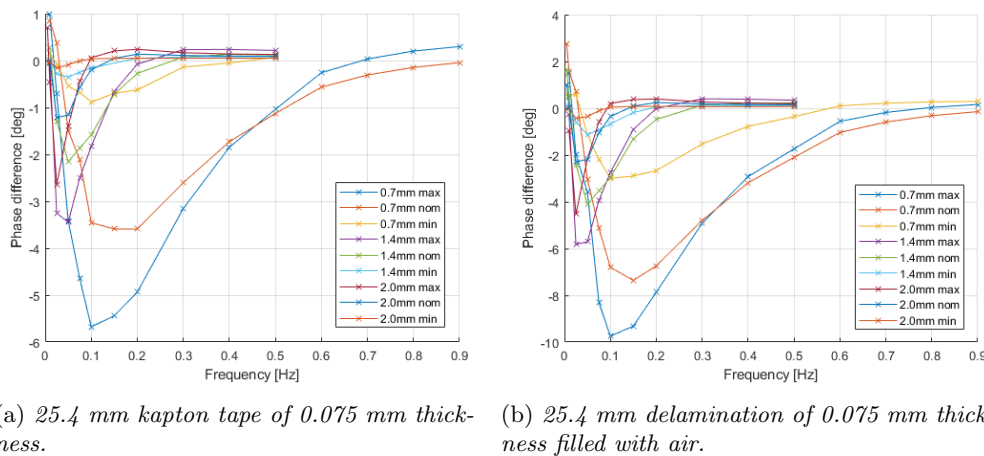 1
0
-1
-2
-3
-4
-5
-6
Phase difference [deg]
0 0.1 0.2 0.3 0.4 0.5 0.6 0.7 0.8 0.9
Frequency [Hz]
0.7mm max
0.7mm nom
0.7mm min
1.4mm max
1.4mm nom
1.4mm min
2.0mm max
2.0mm nom
2.0mm min
(a) 25.4 mm kapton tape of 0.075 mm thick-
ness.
4
2
0
-2
-4
-6
-8
-10
Phase difference [deg]
0 0.1 0.2 0.3 0.4 0.5 0.6 0.7 0.8 0.9
Frequency [Hz]
0.7mm max
0.7mm nom
0.7mm min
1.4mm max
1.4mm nom
1.4mm min
2.0mm max
2.0mm nom
2.0mm min
(b) 25.4 mm delamination of 0.075 mm thick
ness filled with air.